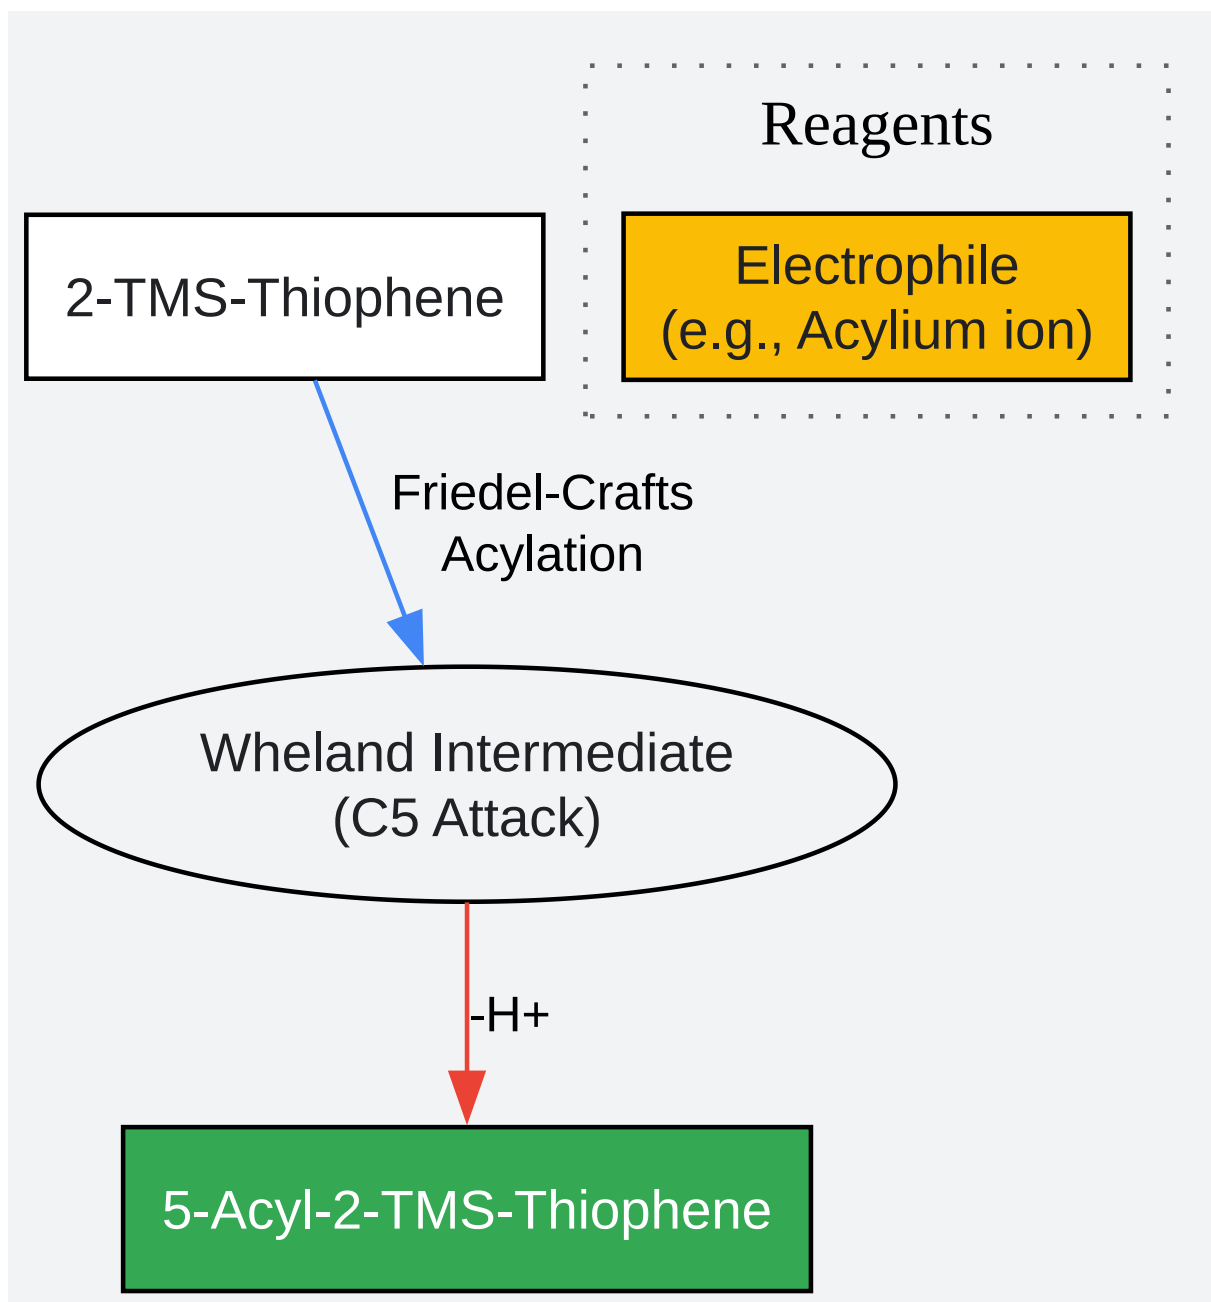 Reagents
2-TMS-Thiophene
Electrophile
(e.g., Acylium ion)
Friedel-Crafts
Acylation
Wheland Intermediate
(C5 Attack)
-H+
5-Acyl-2-TMS-Thiophene